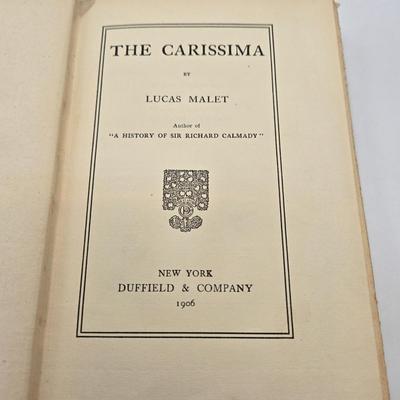 THE CARISSIMA
BY
LUCAS MALET
Author of
"A HISTORY OF SIR RICHARD CALMADY"
NEW YORK
DUFFIELD & COMPANY
1906